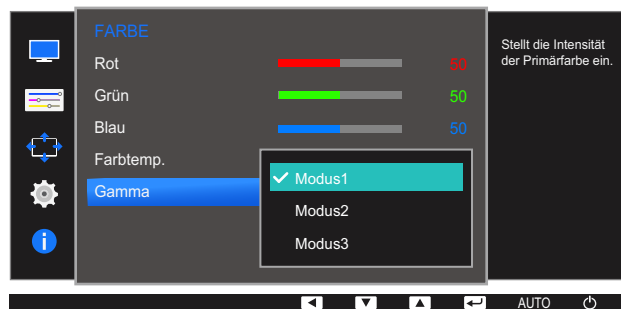 FARBE
Rot 50
Grün 50
Blau 50
Farbtemp.
Gamma
Modus1
Modus2
Modus3
Stellt die Intensität
der Primärfarbe ein.
AUTO